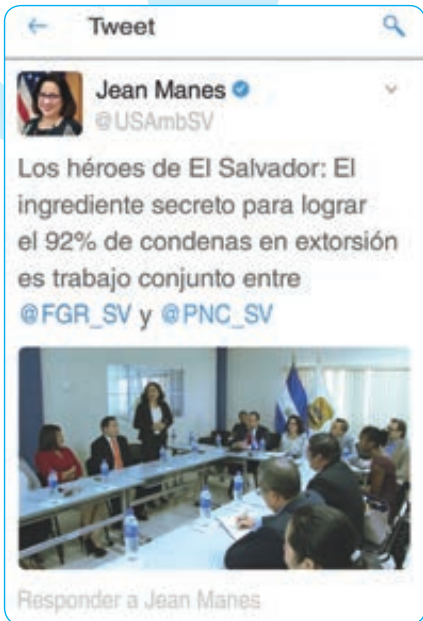 Tweet
Jean Manes
@USAmbSV
Los héroes de El Salvador: El
ingrediente secreto para lograr
el 92% de condenas en extorsión
es trabajo conjunto entre
@FGR_SV y @PNC_SV
Responder a Jean Manes